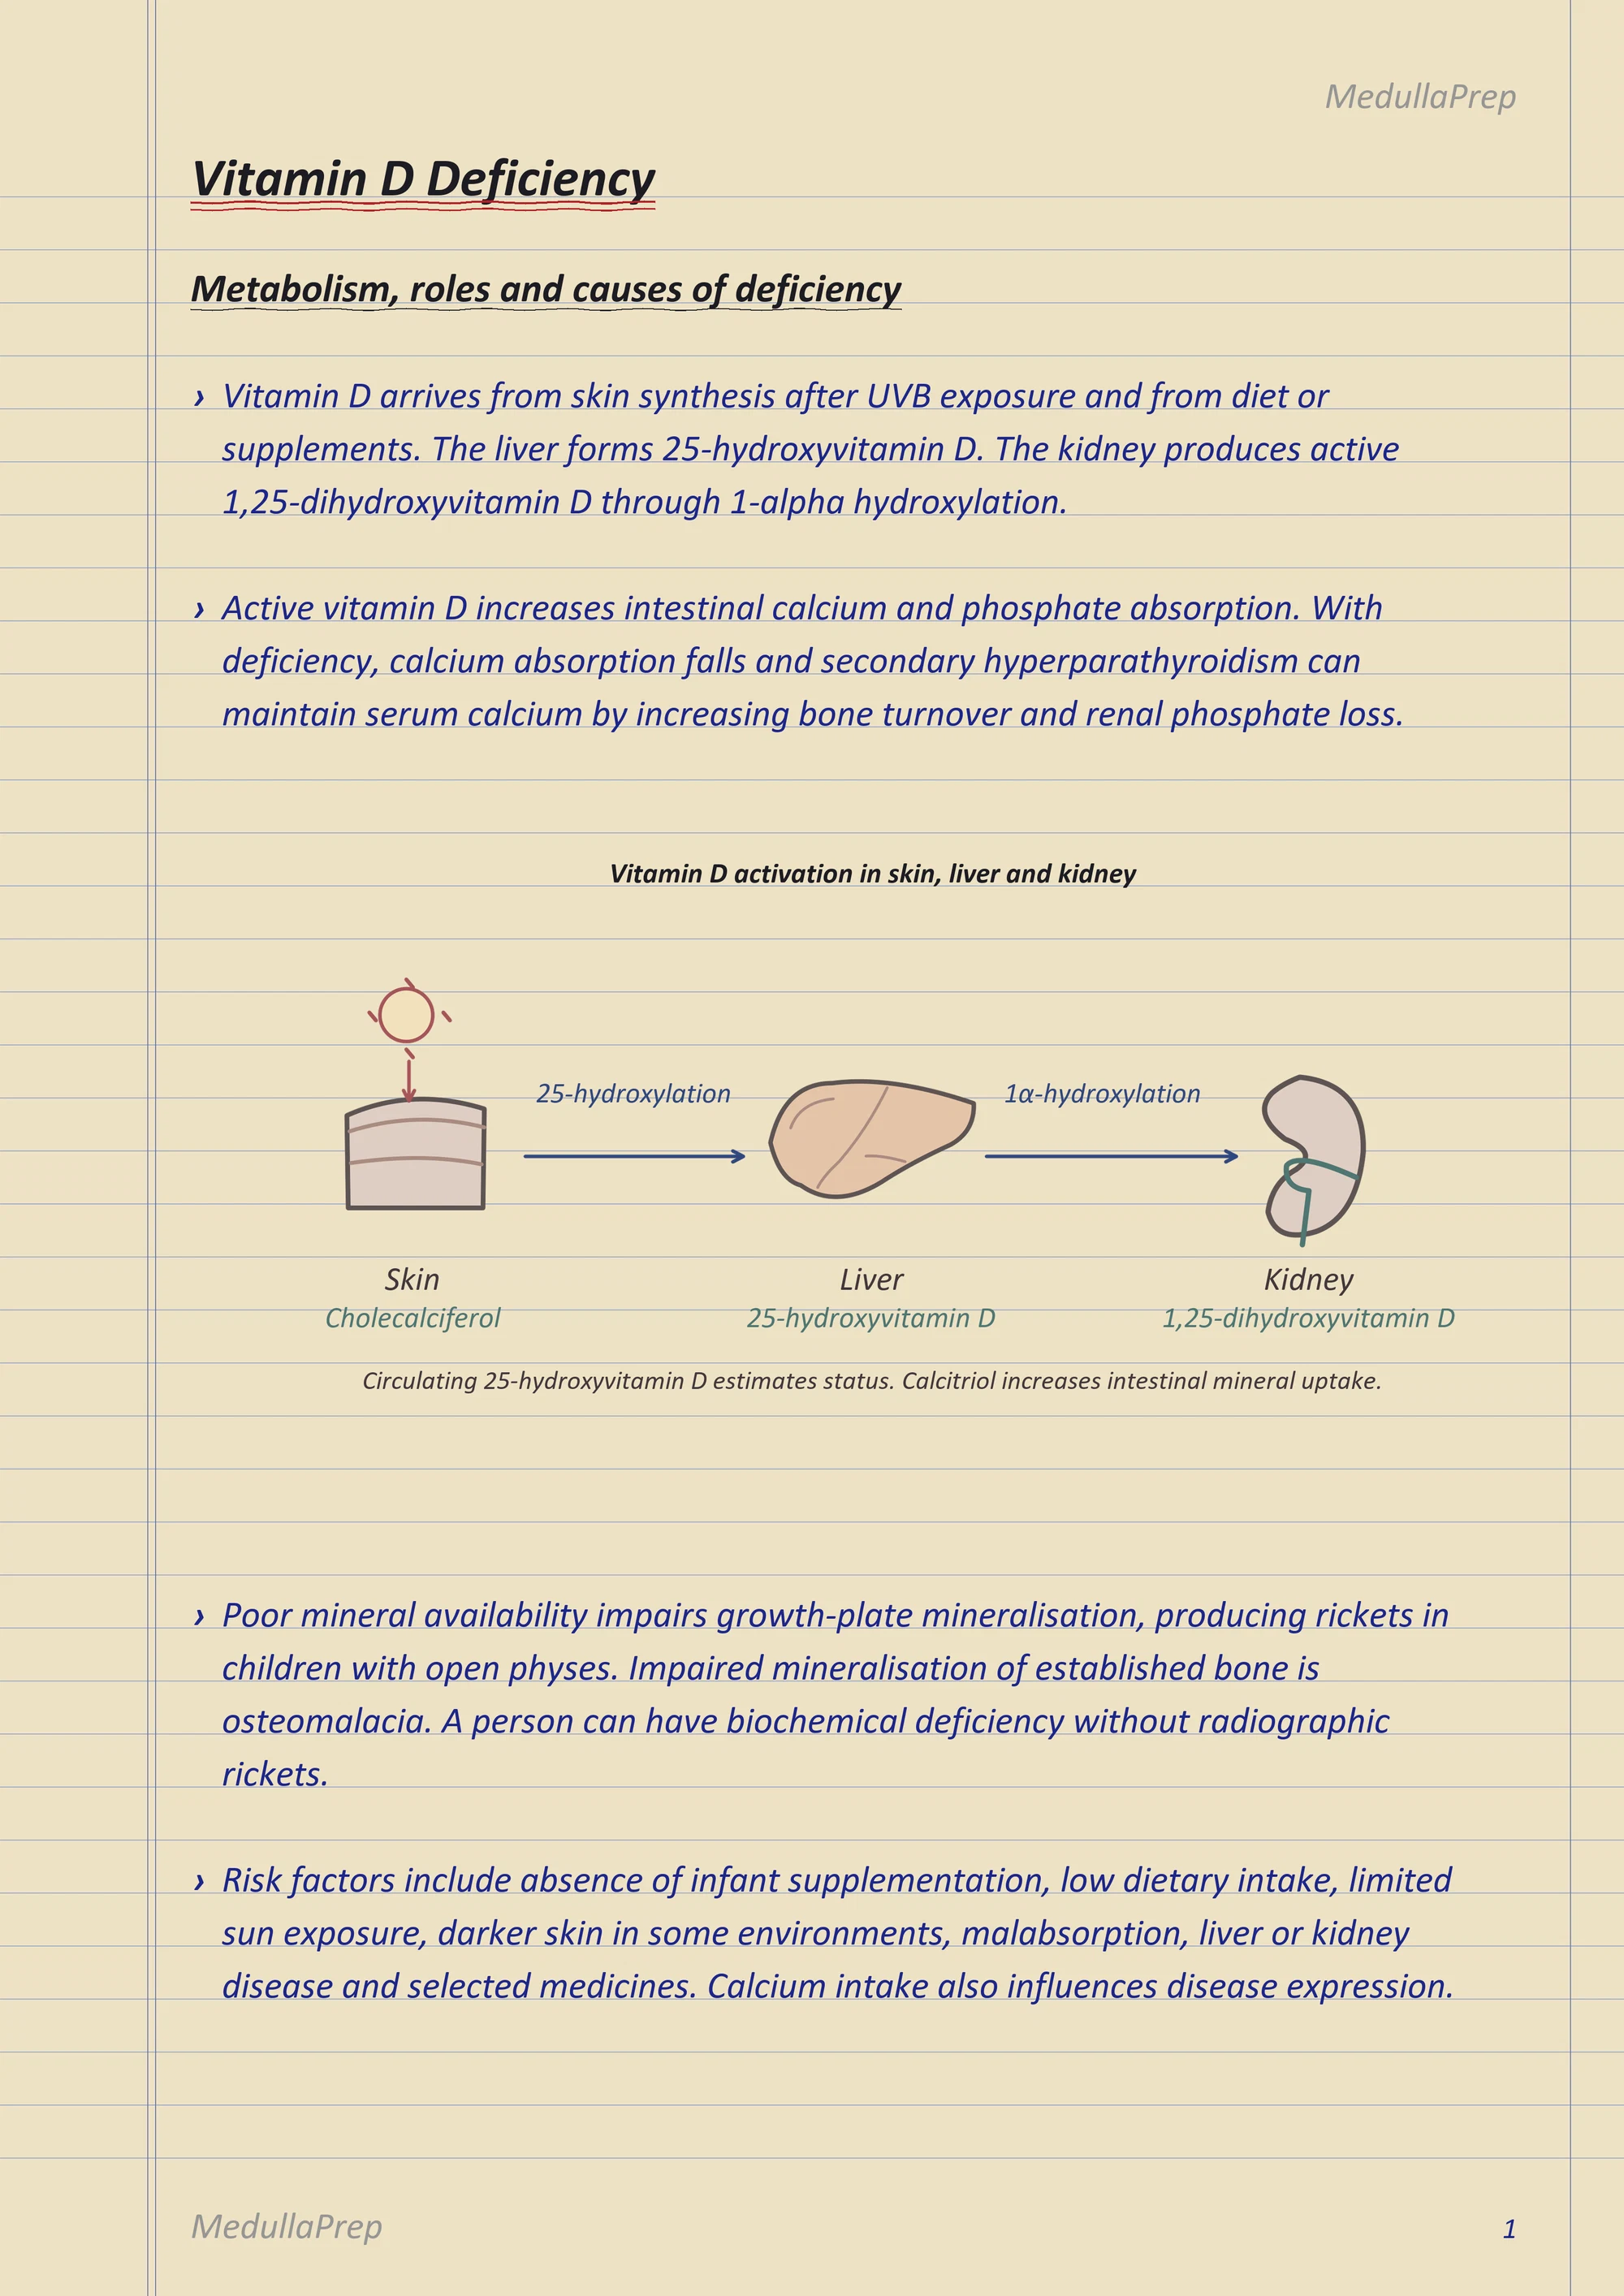 MedullaPrep
Vitamin D Deficiency
Metabolism, roles and causes of deficiency
› Vitamin D arrives from skin synthesis after UVB exposure and from diet or
supplements. The liver forms 25-hydroxyvitamin D. The kidney produces active
1,25-dihydroxyvitamin D through 1-alpha hydroxylation.
› Active vitamin D increases intestinal calcium and phosphate absorption. With
deficiency, calcium absorption falls and secondary hyperparathyroidism can
maintain serum calcium by increasing bone turnover and renal phosphate loss.
Vitamin D activation in skin, liver and kidney
25-hydroxylation
1α-hydroxylation
Skin
Liver
Kidney
Cholecalciferol
25-hydroxyvitamin D
1,25-dihydroxyvitamin D
Circulating 25-hydroxyvitamin D estimates status. Calcitriol increases intestinal mineral uptake.
› Poor mineral availability impairs growth-plate mineralisation, producing rickets in
children with open physes. Impaired mineralisation of established bone is
osteomalacia. A person can have biochemical deficiency without radiographic
rickets.
› Risk factors include absence of infant supplementation, low dietary intake, limited
sun exposure, darker skin in some environments, malabsorption, liver or kidney
disease and selected medicines. Calcium intake also influences disease expression.
MedullaPrep
1